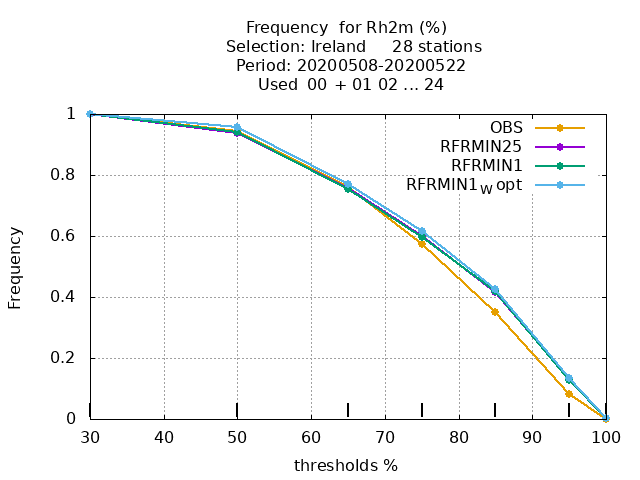 Frequency  for Rh2m (%)
Selection: Ireland     28 stations
Period: 20200508-20200522
Used  00 + 01 02 ... 24
OBS
RFRMIN25
RFRMIN1
RFRMIN1w opt
Frequency
1
0.8
0.6
0.4
0.2
0
30 40 50 60 70 80 90 100
thresholds %